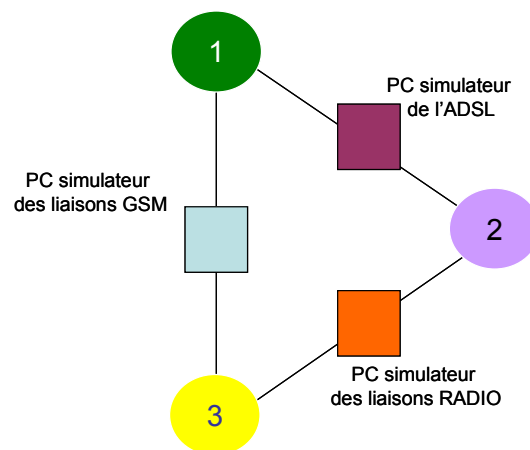 1
PC simulateur
de l'ADSL
PC simulateur
des liaisons GSM
2
PC simulateur
des liaisons RADIO
3